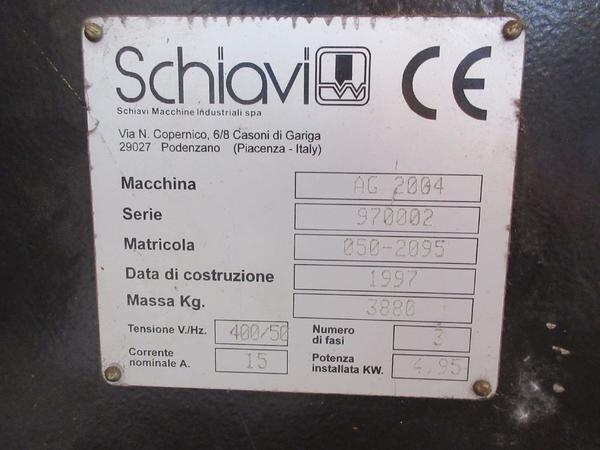 Schiavi CE
Schiavi Macchine Industriali spa
Via N. Copernico, 6/8 Casoni di Gariga
29027 Podenzano (Piacenza - Italy)
Macchina AG 2004
Serie 970002
Matricola 050-2095
Data di costruzione 1997
Massa Kg. 3880
Tensione V./Hz. 400/50 Numero di fasi 3
Corrente nominale A. 15 Potenza installata KW. 4.95